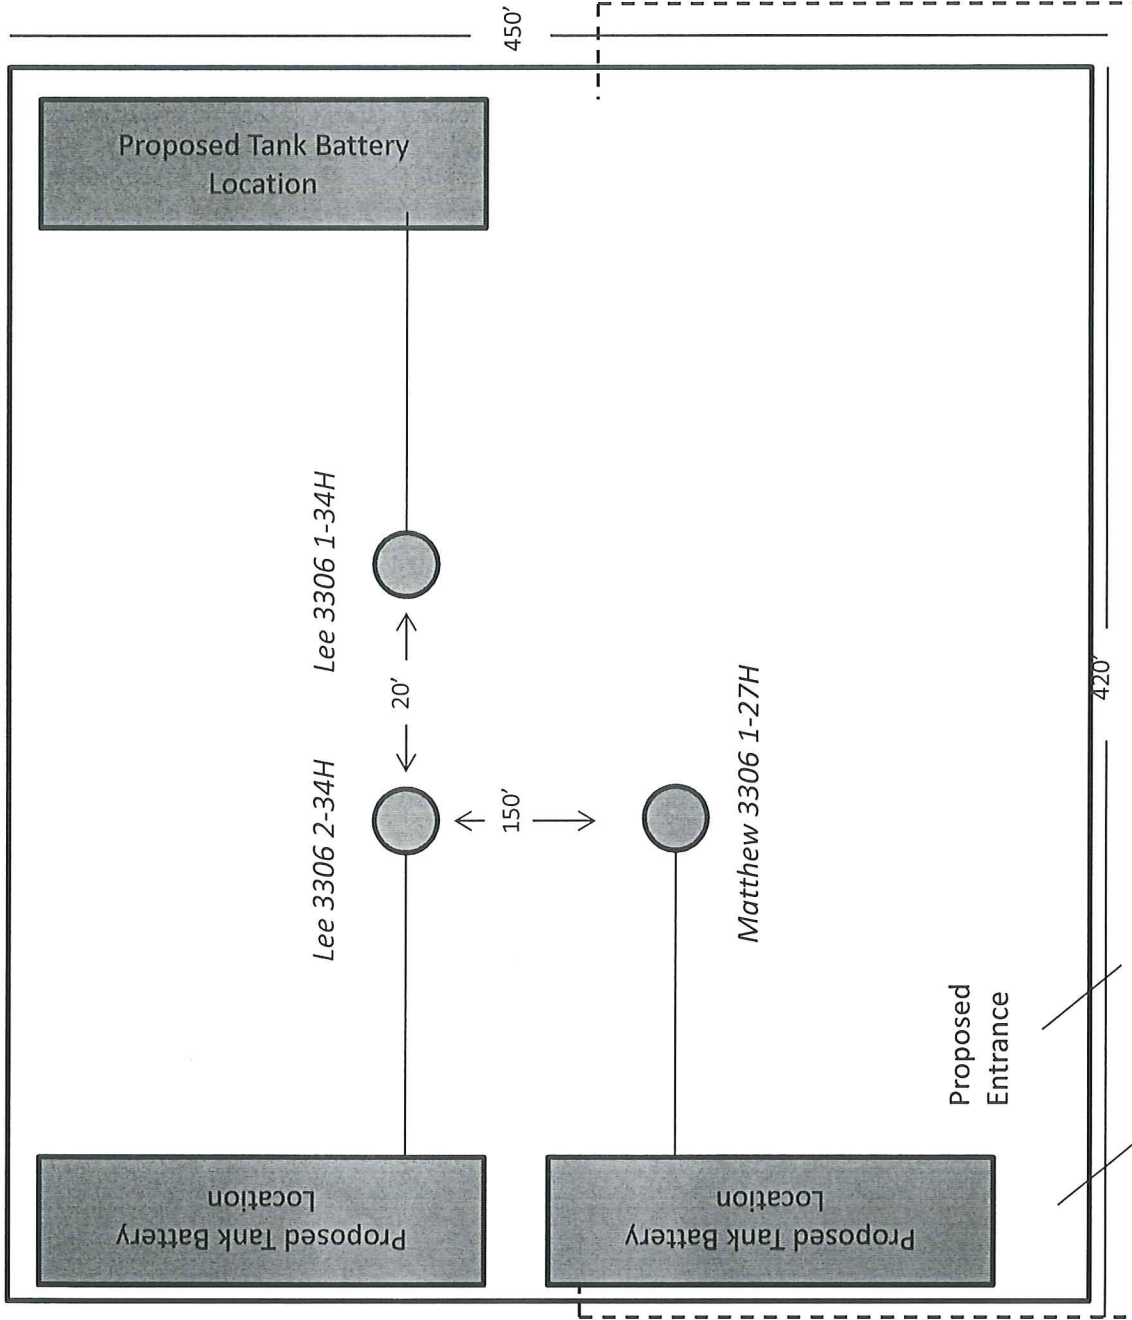 450'
Proposed Tank Battery
Location
Lee 3306 1-34H
20'
Lee 3306 2-34H
150'
Matthew 3306 1-27H
420'
Proposed
Entrance
Proposed Tank Battery
Location
Proposed Tank Battery
Location